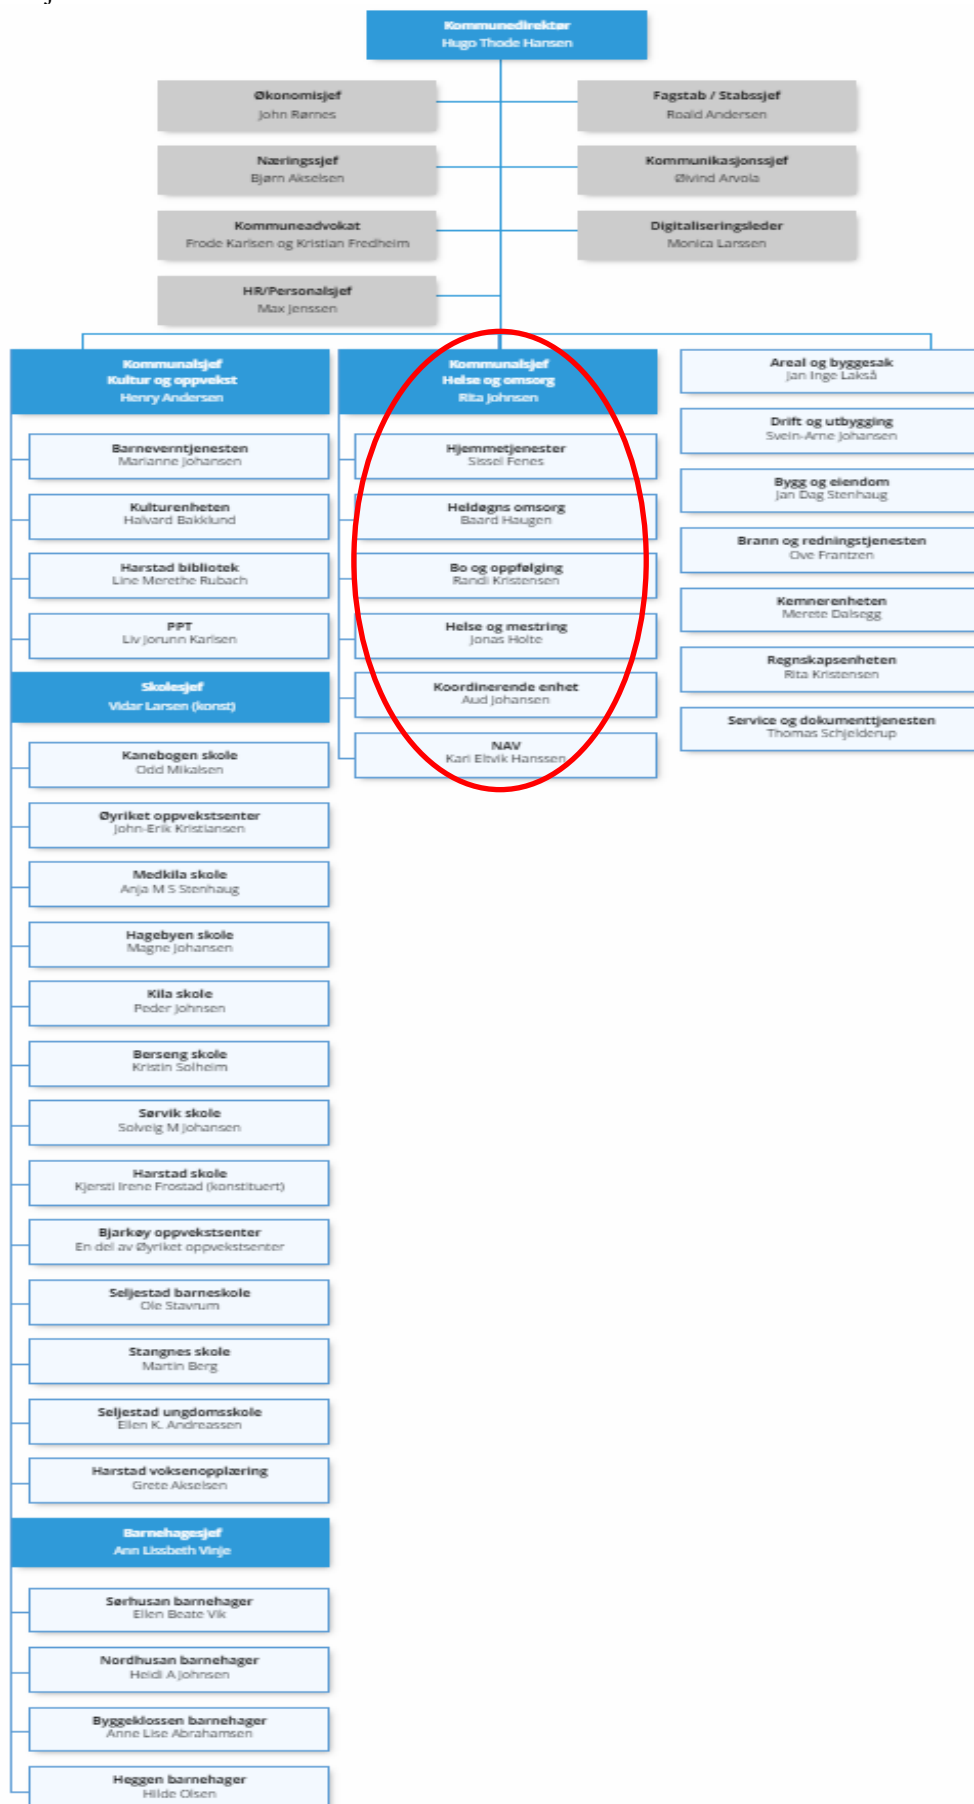 Kommunedirektør
Hugo Thode Hansen
Økonomisjef
John Rørnes
Fagstab / Stabssjef
Roald Andersen
Næringssjef
Bjørn Akselsen
Kommunikasjonssjef
Øivind Arvola
Kommuneadvokat
Frode Karlsen og Kristian Fredheim
Digitaliseringsleder
Monica Larssen
HR/Personalsjef
Max Jenssen
Kommunalsjef
Kultur og oppvekst
Henry Andersen
Barneverntjenesten
Marianne Johansen
Kulturenheten
Halvard Bakklund
Harstad bibliotek
Line Merethe Rubach
PPT
Liv Jorunn Karlsen
Skolesjef
Vidar Larsen (konst)
Kanebogen skole
Odd Mikalsen
Øyriket oppvekstsenter
John-Erik Kristiansen
Medkila skole
Anja M S Stenhaug
Hagebyen skole
Magne Johansen
Kila skole
Peder Johnsen
Berseng skole
Kristin Solheim
Sørvik skole
Solveig M Johansen
Harstad skole
Kjersti Irene Frostad (konstituert)
Bjarkøy oppvekstsenter
En del av Øyriket oppvekstsenter
Seljestad barneskole
Ole Stavrum
Stangnes skole
Martin Berg
Seljestad ungdomsskole
Ellen K. Andreassen
Harstad voksenopplæring
Grete Akselsen
Barnehagesjef
Ann Lissbeth Vinje
Sørhusan barnehager
Ellen Beate Vik
Nordhusan barnehager
Heidi A Johnsen
Byggeklossen barnehager
Anne Lise Abrahamsen
Heggen barnehager
Hilde Olsen
Kommunalsjef
Helse og omsorg
Rita Johnsen
Hjemmetjenester
Sissel Fenes
Heldøgns omsorg
Baard Haugen
Bo og oppfølging
Randi Kristensen
Helse og mestring
Jonas Holte
Koordinerende enhet
Aud Johansen
NAV
Kari Eltvik Hanssen
Areal og byggesak
Jan Inge Lakså
Drift og utbygging
Svein-Arne Johansen
Bygg og eiendom
Jan Dag Stenhaug
Brann og redningstjenesten
Ove Frantzen
Kemnerenheten
Merete Dalsegg
Regnskapsenheten
Rita Kristensen
Service og dokumenttjenesten
Thomas Schjelderup